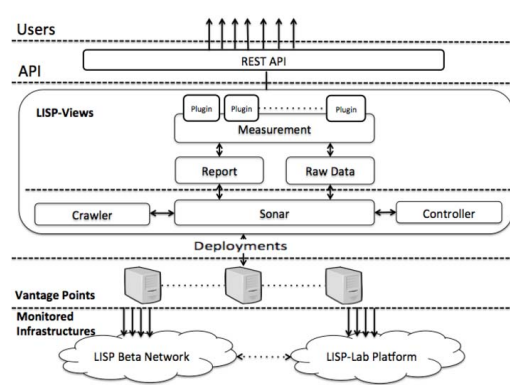 Users
REST API
API
LISP-Views
Plugin Plugin Plugin
Measurement
Report Raw Data
Crawler Sonar Controller
Deployments
Vantage Points
Monitored
Infrastructures
LISP Beta Network LISP-Lab Platform